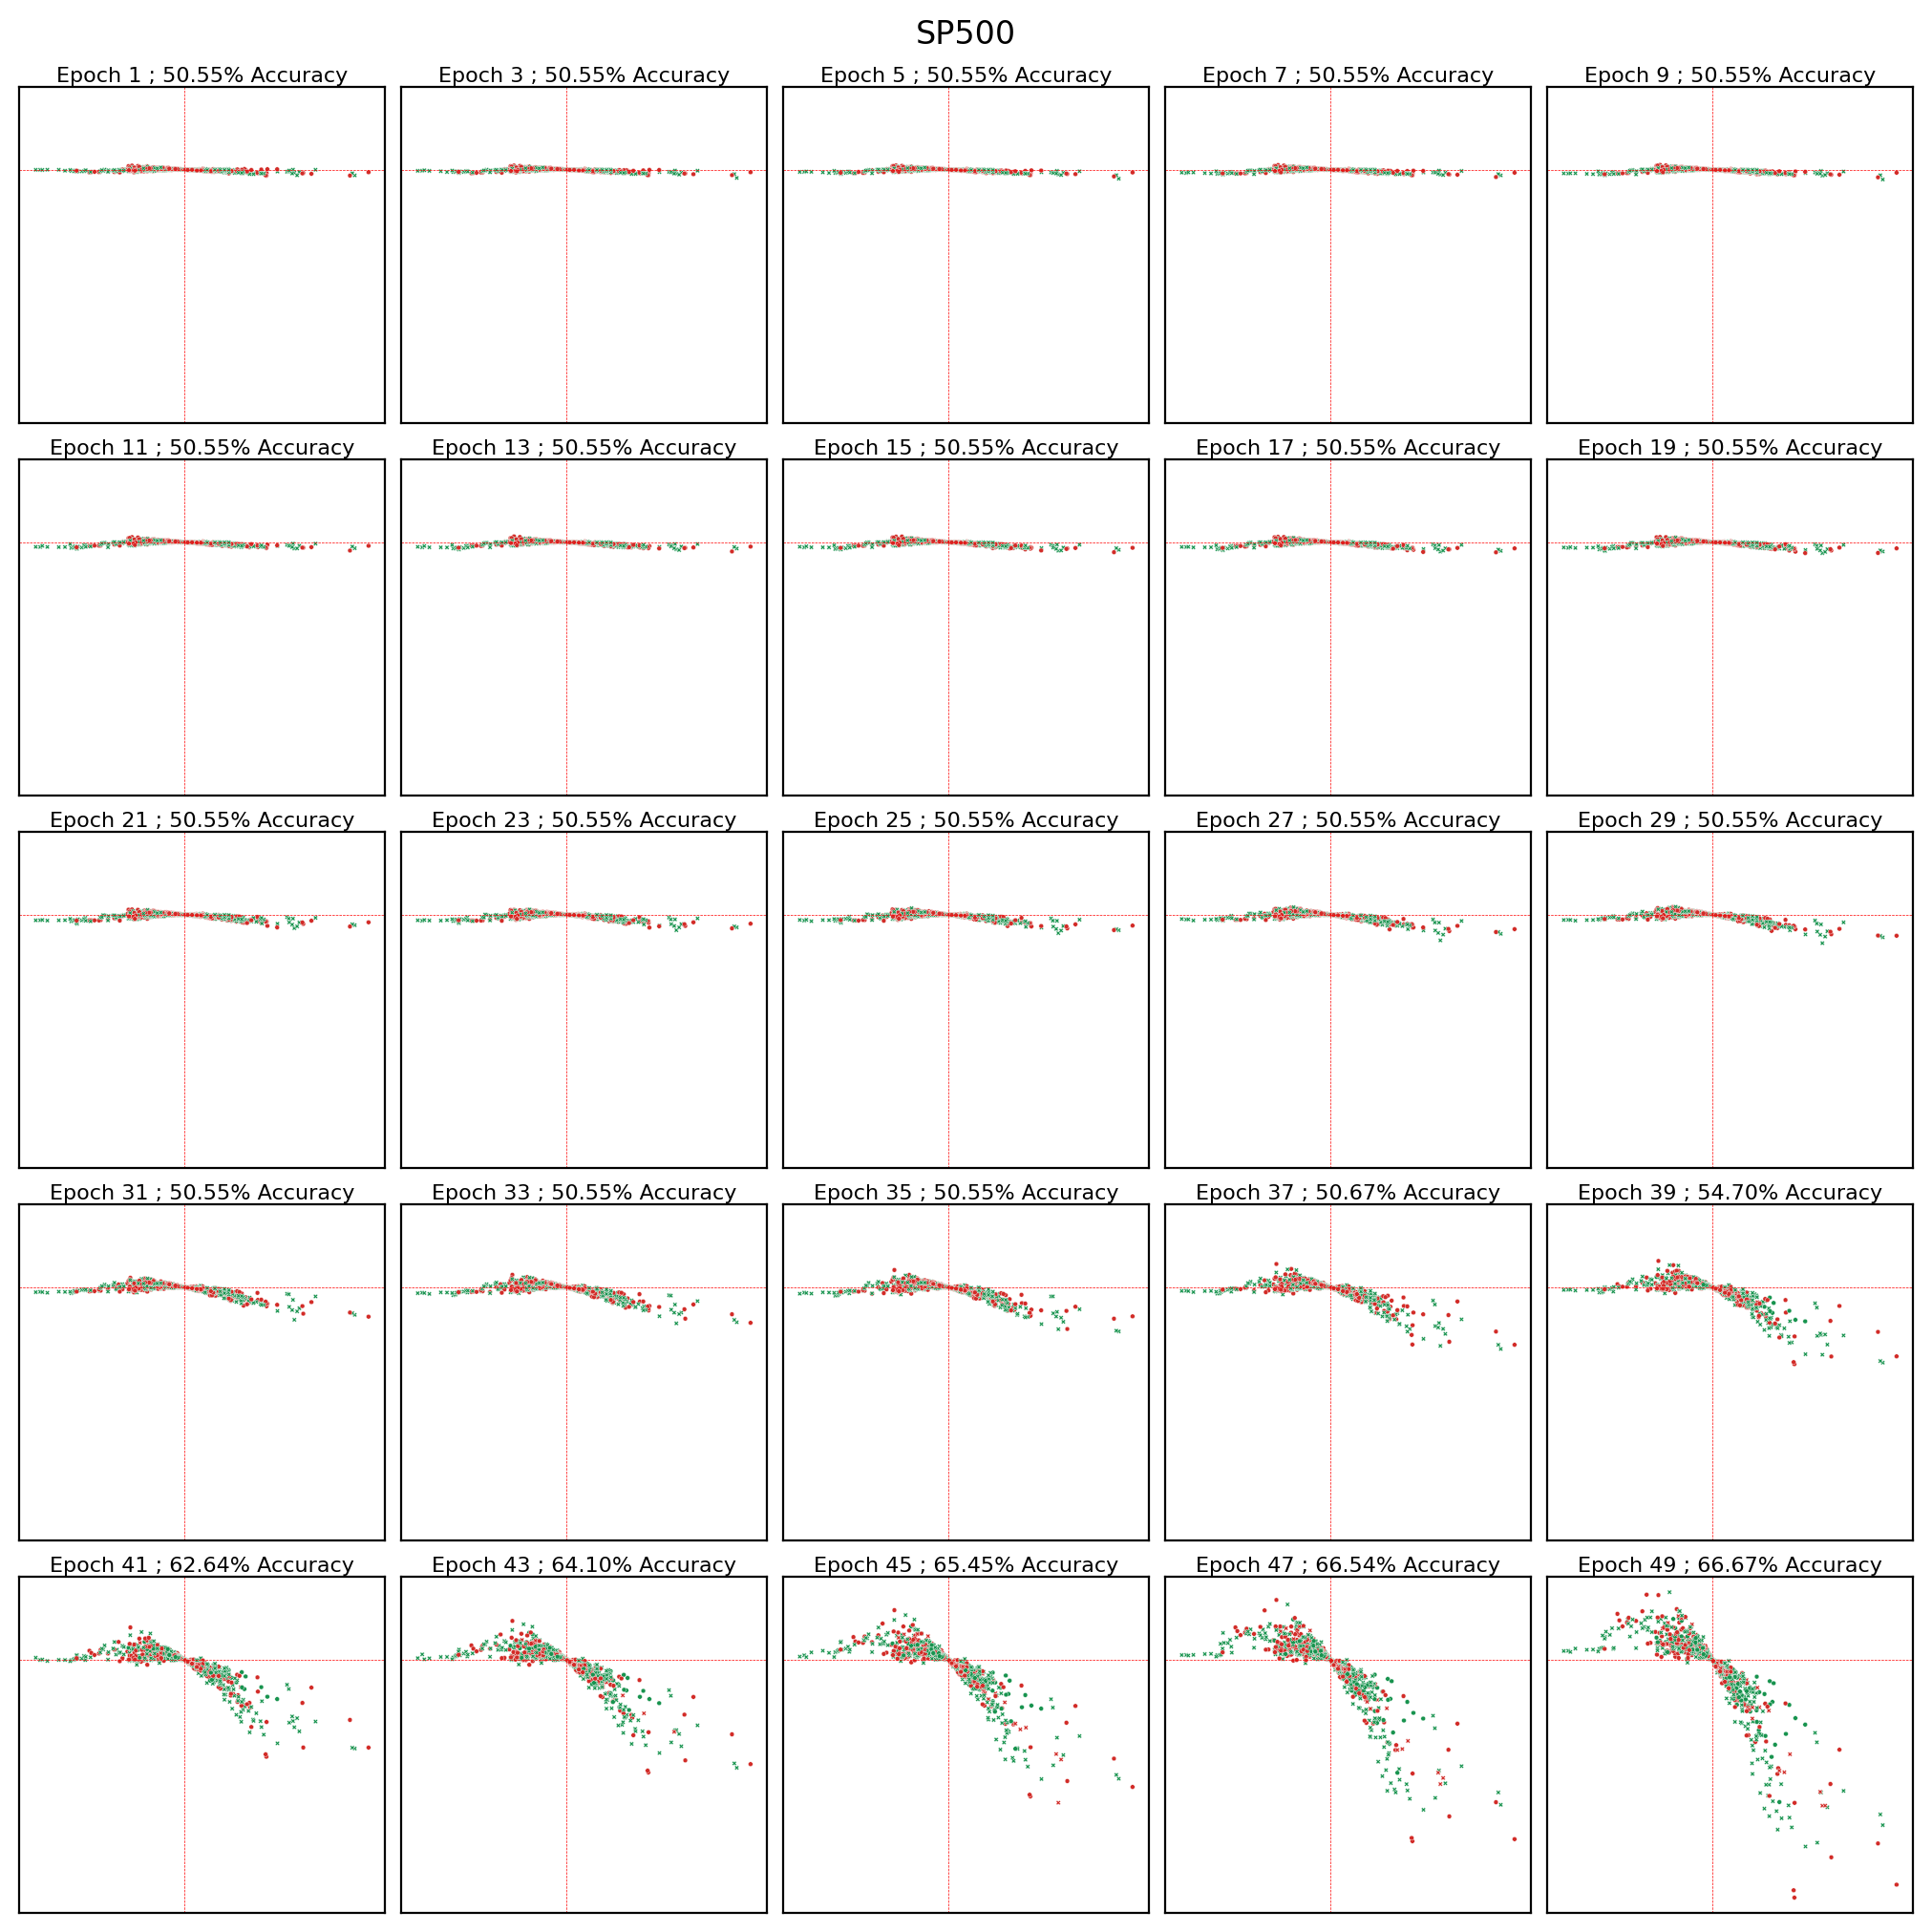 SP500
Epoch 1 ; 50.55% Accuracy
Epoch 3 ; 50.55% Accuracy
Epoch 5 ; 50.55% Accuracy
Epoch 7 ; 50.55% Accuracy
Epoch 9 ; 50.55% Accuracy
Epoch 11 ; 50.55% Accuracy
Epoch 13 ; 50.55% Accuracy
Epoch 15 ; 50.55% Accuracy
Epoch 17 ; 50.55% Accuracy
Epoch 19 ; 50.55% Accuracy
Epoch 21 ; 50.55% Accuracy
Epoch 23 ; 50.55% Accuracy
Epoch 25 ; 50.55% Accuracy
Epoch 27 ; 50.55% Accuracy
Epoch 29 ; 50.55% Accuracy
Epoch 31 ; 50.55% Accuracy
Epoch 33 ; 50.55% Accuracy
Epoch 35 ; 50.55% Accuracy
Epoch 37 ; 50.67% Accuracy
Epoch 39 ; 54.70% Accuracy
Epoch 41 ; 62.64% Accuracy
Epoch 43 ; 64.10% Accuracy
Epoch 45 ; 65.45% Accuracy
Epoch 47 ; 66.54% Accuracy
Epoch 49 ; 66.67% Accuracy